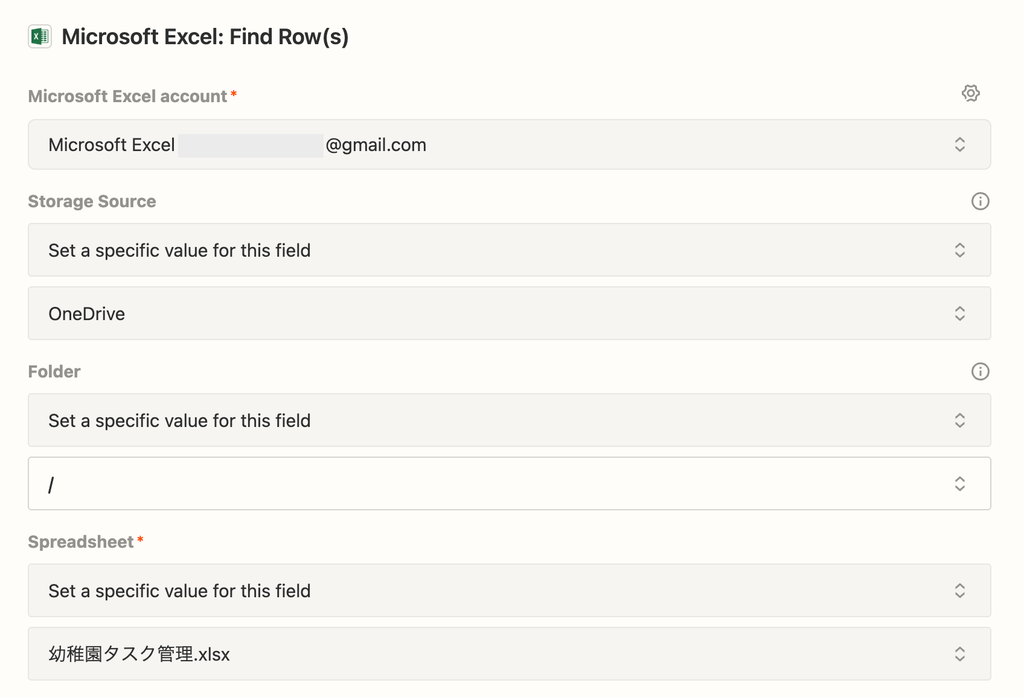 Microsoft Excel: Find Row(s)
Microsoft Excel account*
Microsoft Excel @gmail.com
Storage Source
Set a specific value for this field
OneDrive
Folder
Set a specific value for this field
/
Spreadsheet*
Set a specific value for this field
幼稚園タスク管理.xlsx